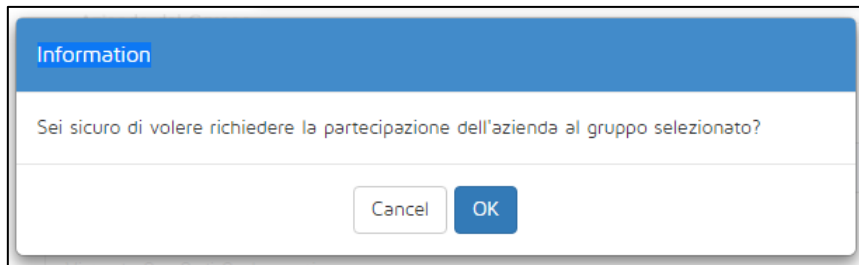 Information
Sei sicuro di volere richiedere la partecipazione dell'azienda al gruppo selezionato?
Cancel
OK